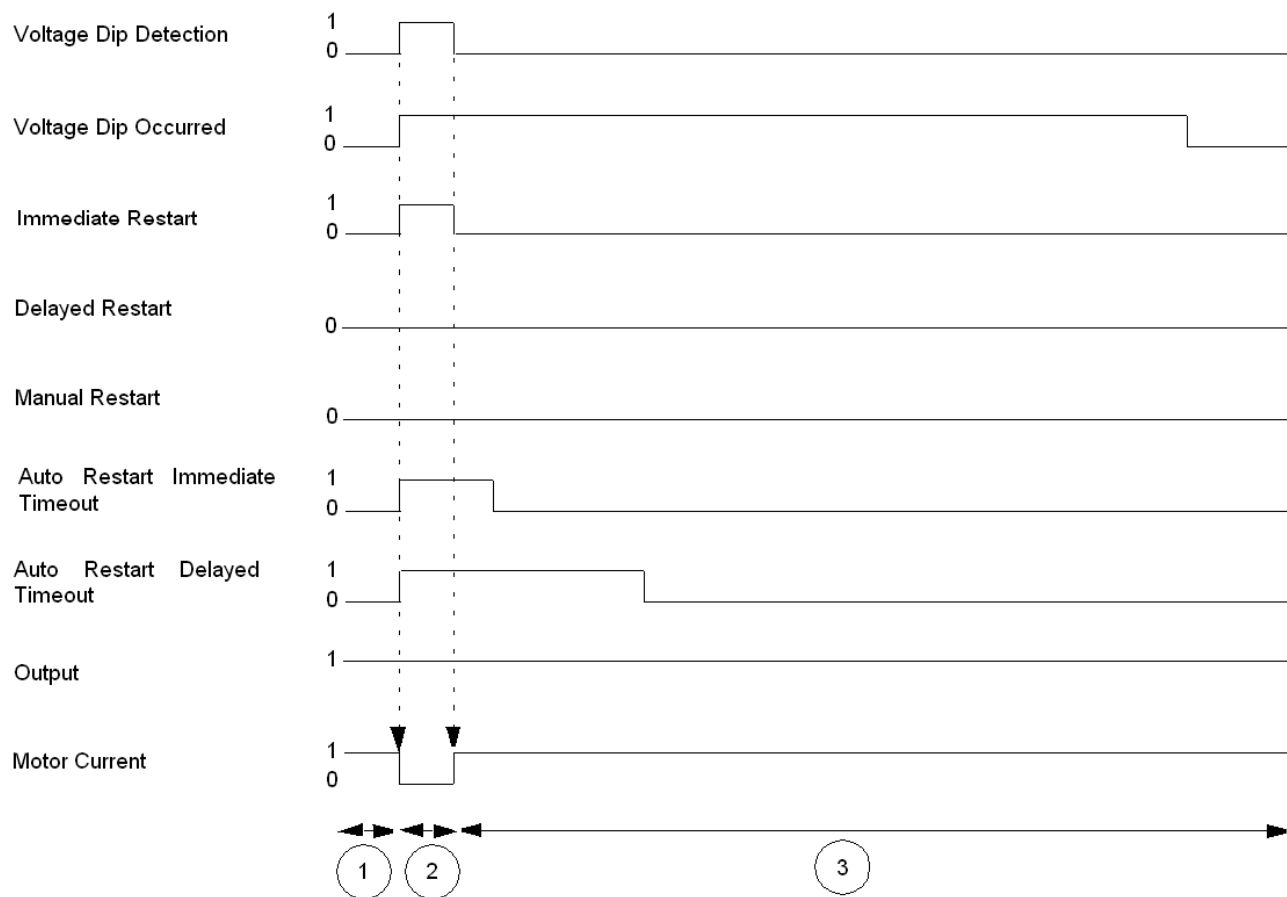 Voltage Dip Detection
1
0
Voltage Dip Occurred
1
0
Immediate Restart
1
0
Delayed Restart
0
Manual Restart
0
Auto Restart Immediate
Timeout
1
0
Auto Restart Delayed
Timeout
1
0
Output
1
Motor Current
1
0
1
2
3